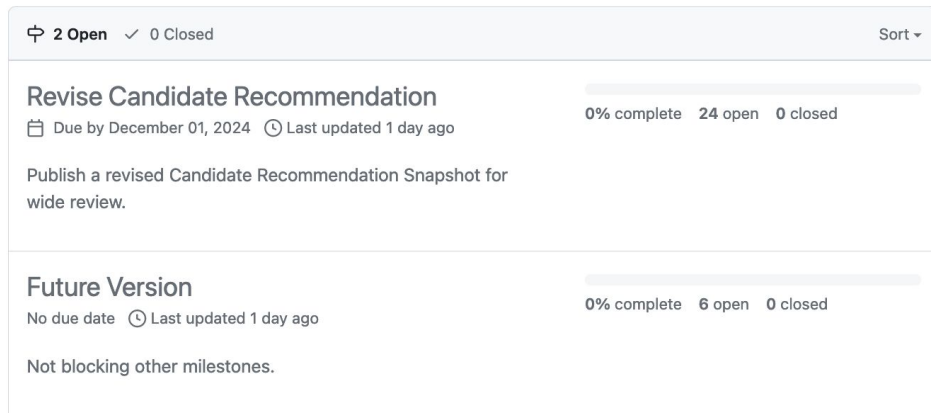 2 Open 0 Closed Sort
Revise Candidate Recommendation
Due by December 01, 2024 Last updated 1 day ago
0% complete 24 open 0 closed
Publish a revised Candidate Recommendation Snapshot for
wide review.
Future Version
No due date Last updated 1 day ago
0% complete 6 open 0 closed
Not blocking other milestones.